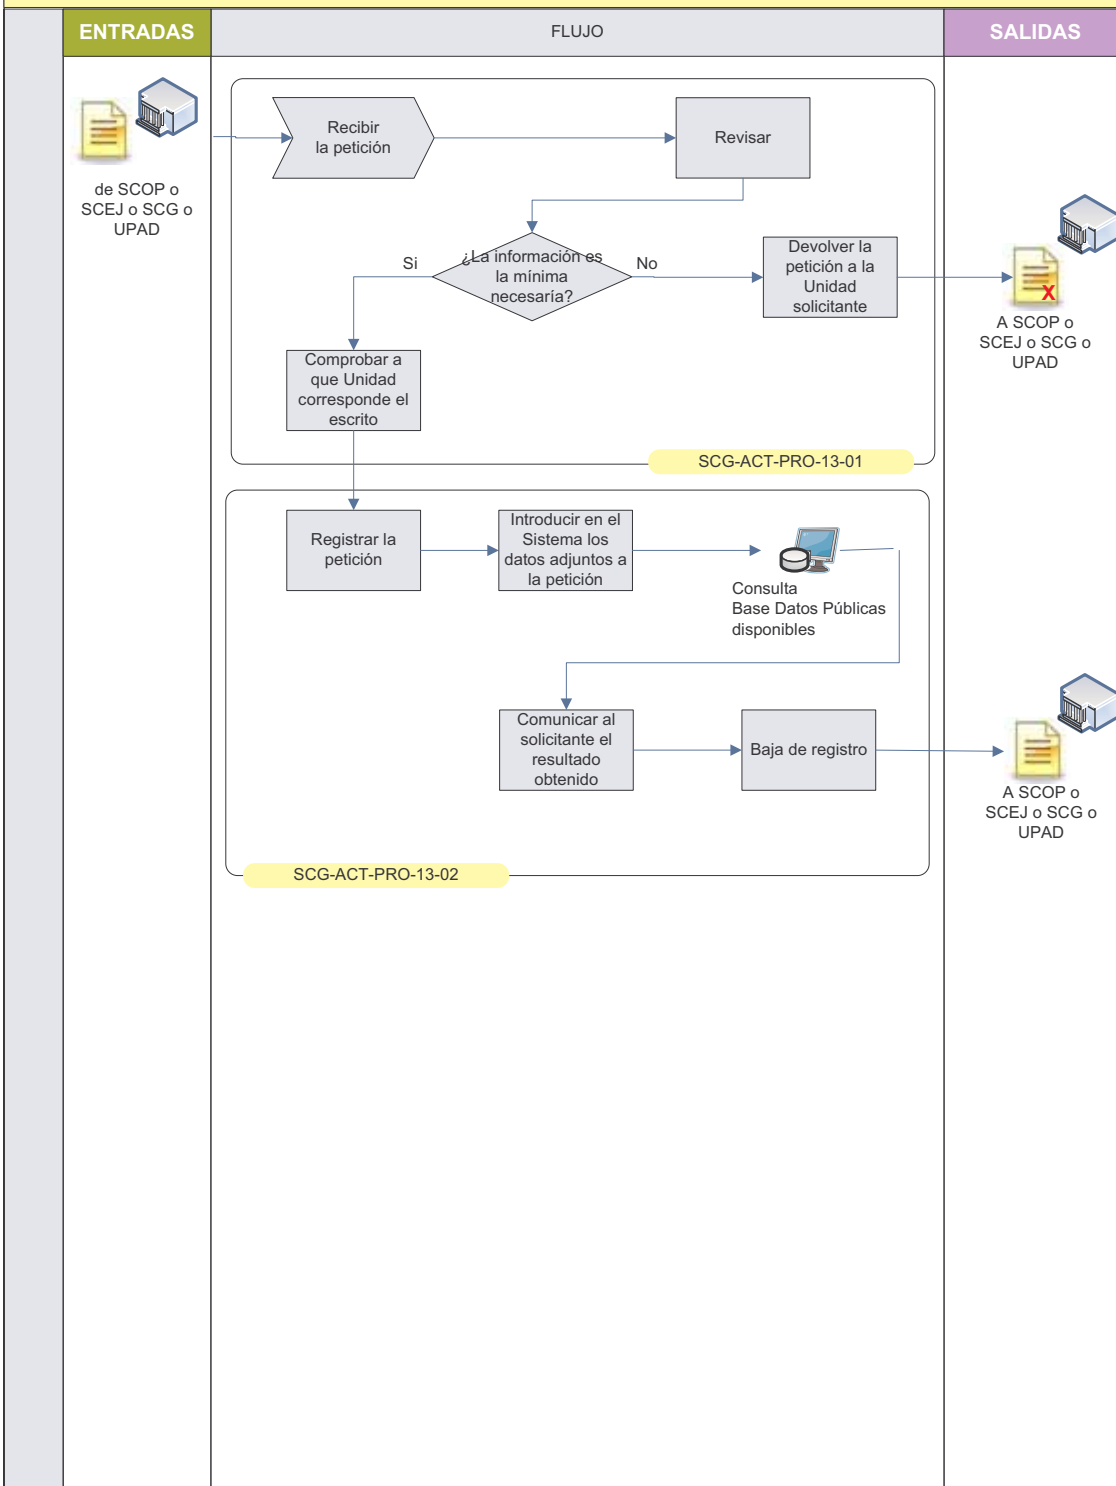 ENTRADAS
FLUJO
SALIDAS
Recibir
la petición
Revisar
de SCOP o
SCEJ o SCG o
UPAD
¿La información es
la mínima
necesaría?
Si
No
Devolver la
petición a la
Unidad
solicitante
X
A SCOP o
SCEJ o SCG o
UPAD
Comprobar a
que Unidad
corresponde el
escrito
SCG-ACT-PRO-13-01
Registrar la
petición
Introducir en el
Sistema los
datos adjuntos a
la petición
Consulta
Base Datos Públicas
disponibles
Comunicar al
solicitante el
resultado
obtenido
Baja de registro
A SCOP o
SCEJ o SCG o
UPAD
SCG-ACT-PRO-13-02